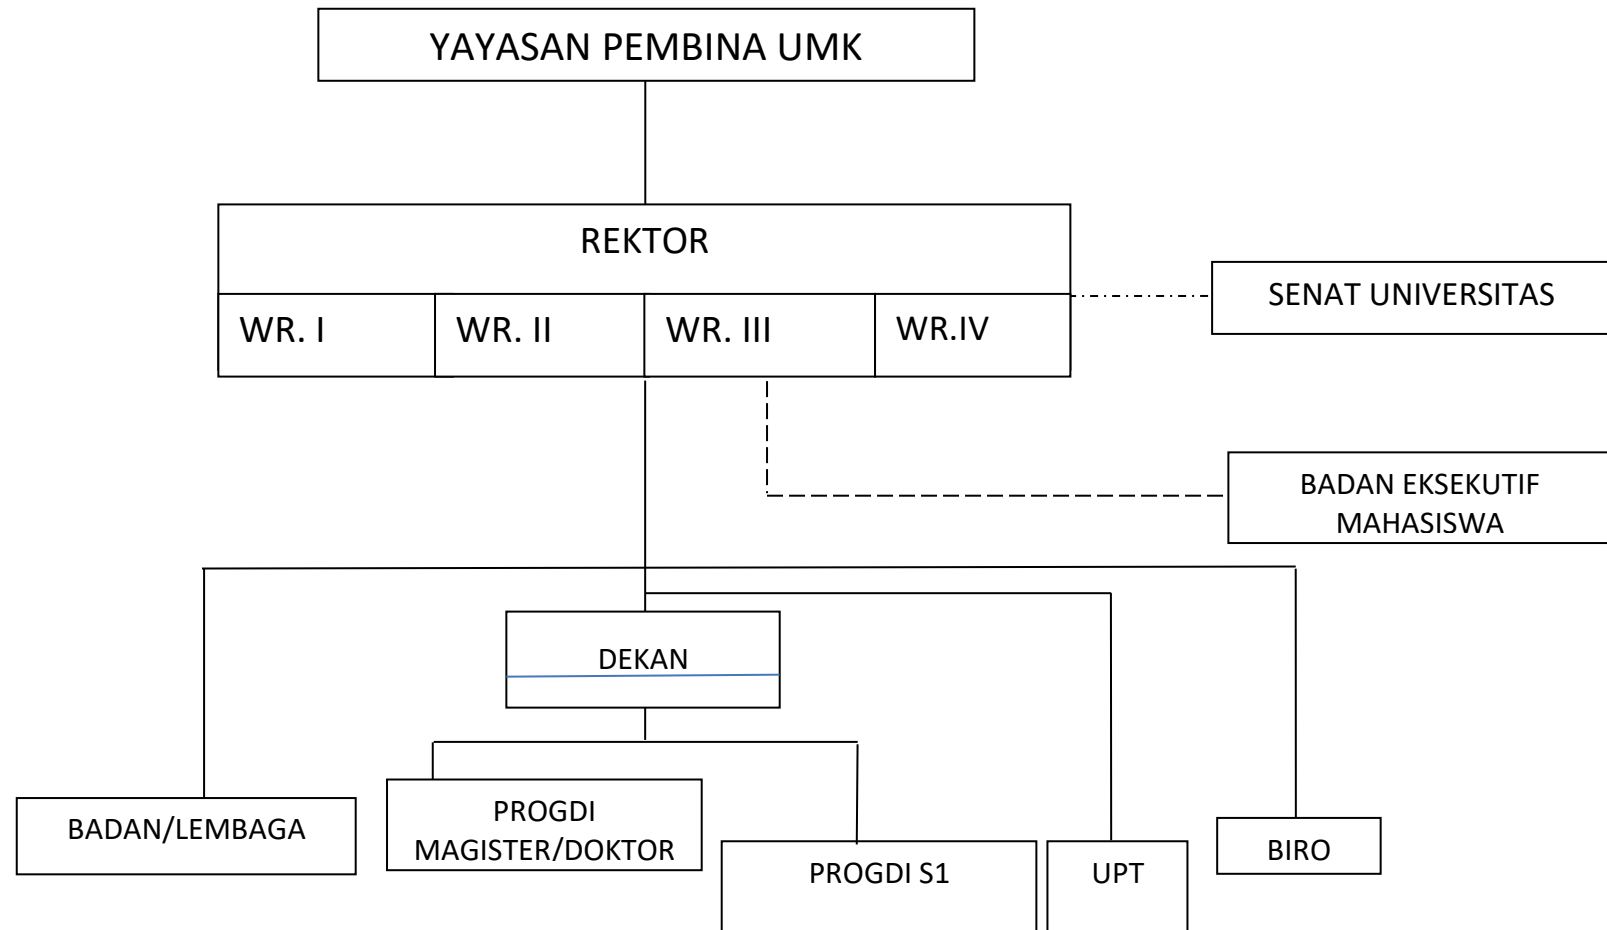 YAYASAN PEMBINA UMK
REKTOR
WR. I
WR. II
WR. III
WR.IV
SENAT UNIVERSITAS
BADAN EKSEKUTIF
MAHASISWA
DEKAN
BADAN/LEMBAGA
PROGDI
MAGISTER/DOKTOR
PROGDI S1
UPT
BIRO